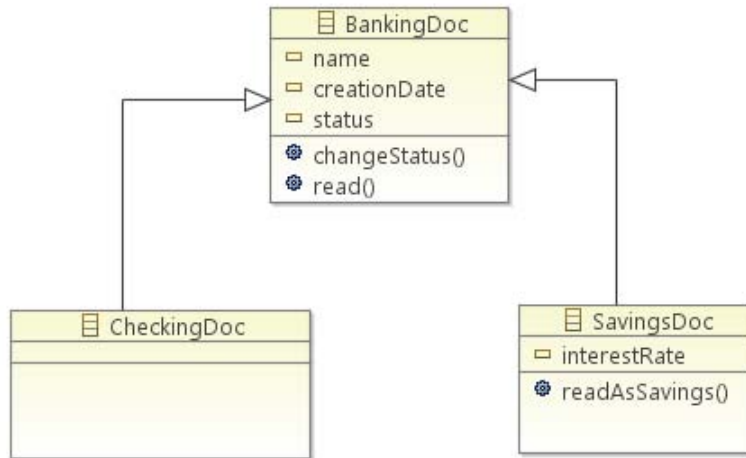 BankingDoc
name
creationDate
status
changeStatus()
read()
CheckingDoc
SavingsDoc
interestRate
readAsSavings()